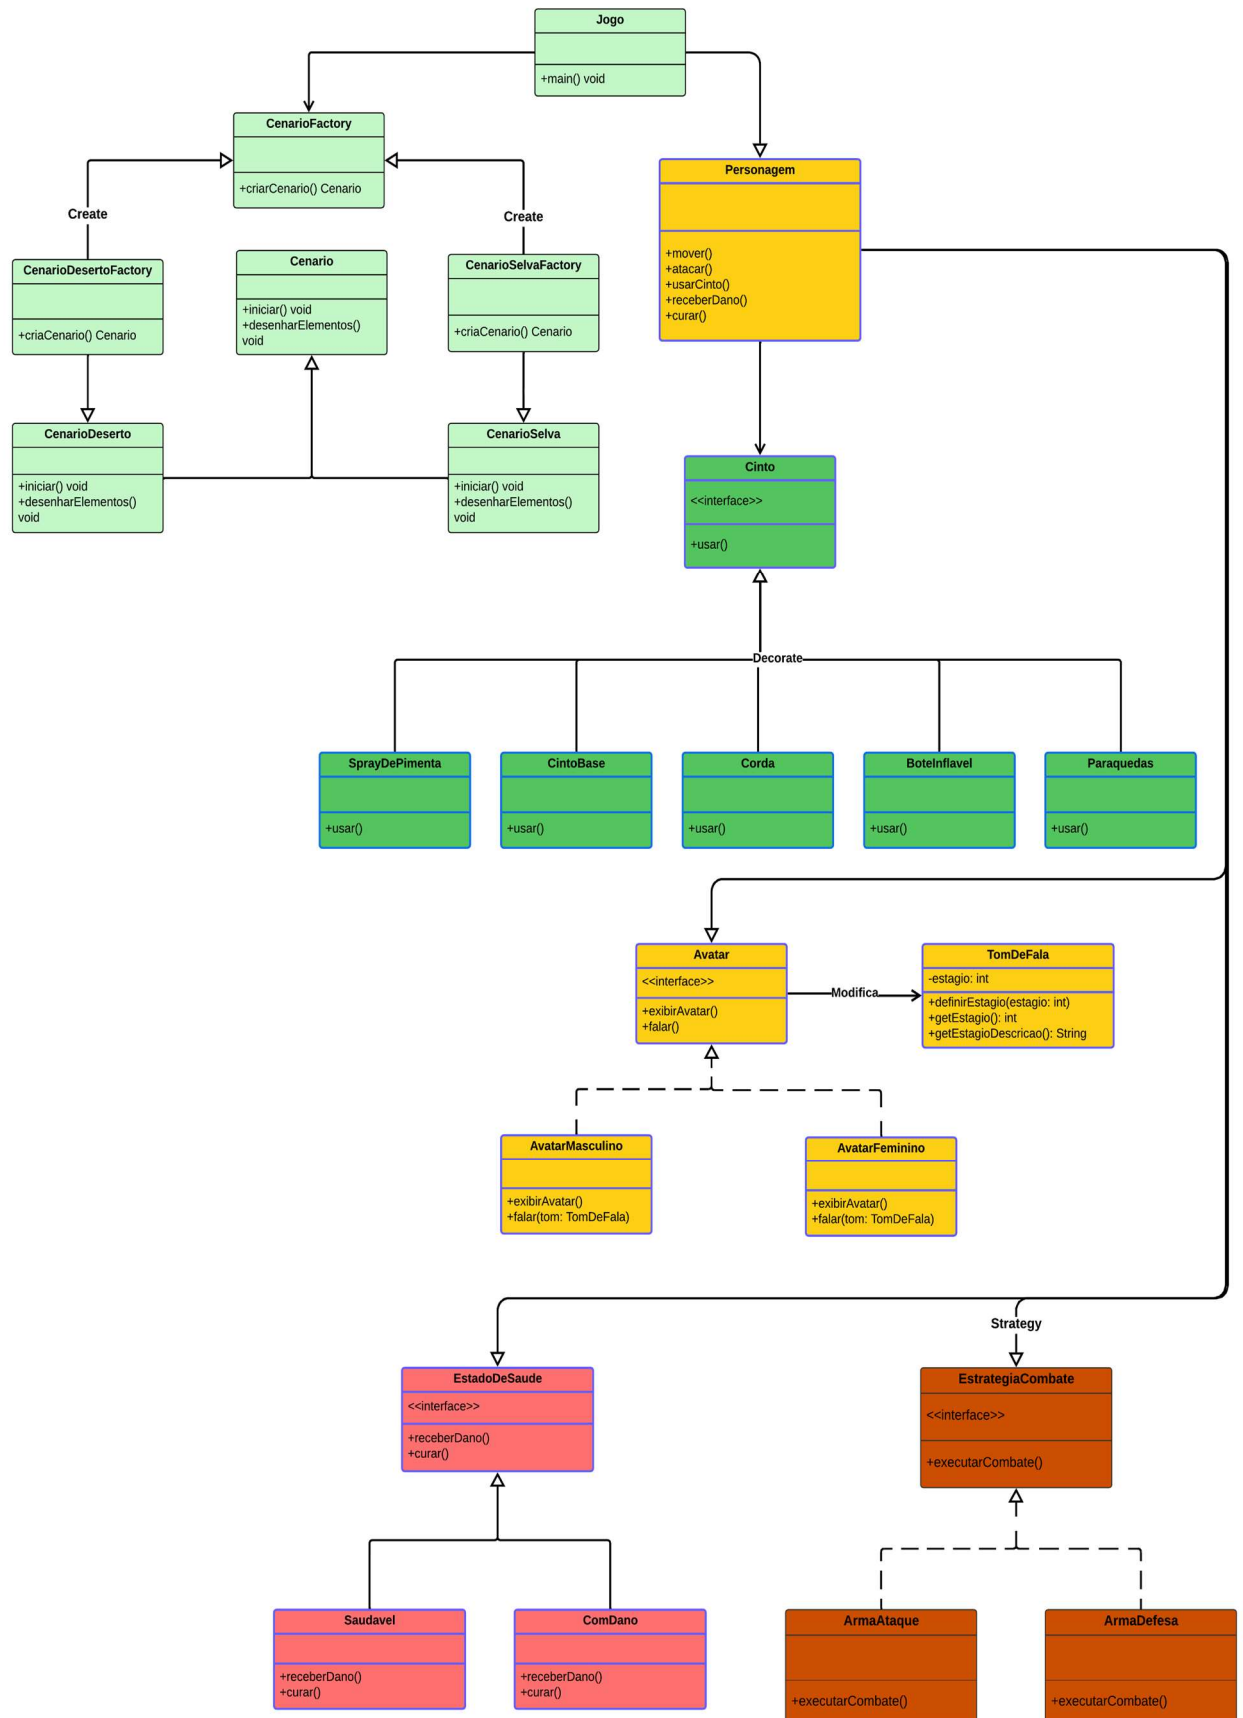 Jogo
+main() void
CenarioFactory
+criarCenario() Cenario
Create
Create
Personagem
+mover()
+atacar()
+usarCinto()
+receberDano()
+curar()
CenarioDesertoFactory
+criaCenario() Cenario
Cenario
+iniciar() void
+desenharElementos()
void
CenarioSelvaFactory
+criaCenario() Cenario
CenarioDeserto
+iniciar() void
+desenharElementos()
void
CenarioSelva
+iniciar() void
+desenharElementos()
void
Cinto
<<interface>>
+usar()
Decorate
SprayDePimenta
+usar()
CintoBase
+usar()
Corda
+usar()
BoteInflavel
+usar()
Paraquedas
+usar()
Avatar
<<interface>>
+exibirAvatar()
+falar()
Modifica
TomDeFala
-estagio: int
+definirEstagio(estagio: int)
+getEstagio(): int
+getEstagioDescricao(): String
AvatarMasculino
+exibirAvatar()
+falar(tom: TomDeFala)
AvatarFeminino
+exibirAvatar()
+falar(tom: TomDeFala)
Strategy
EstadoDeSaude
<<interface>>
+receberDano()
+curar()
EstrategiaCombate
<<interface>>
+executarCombate()
Saudavel
+receberDano()
+curar()
ComDano
+receberDano()
+curar()
ArmaAtaque
+executarCombate()
ArmaDefesa
+executarCombate()